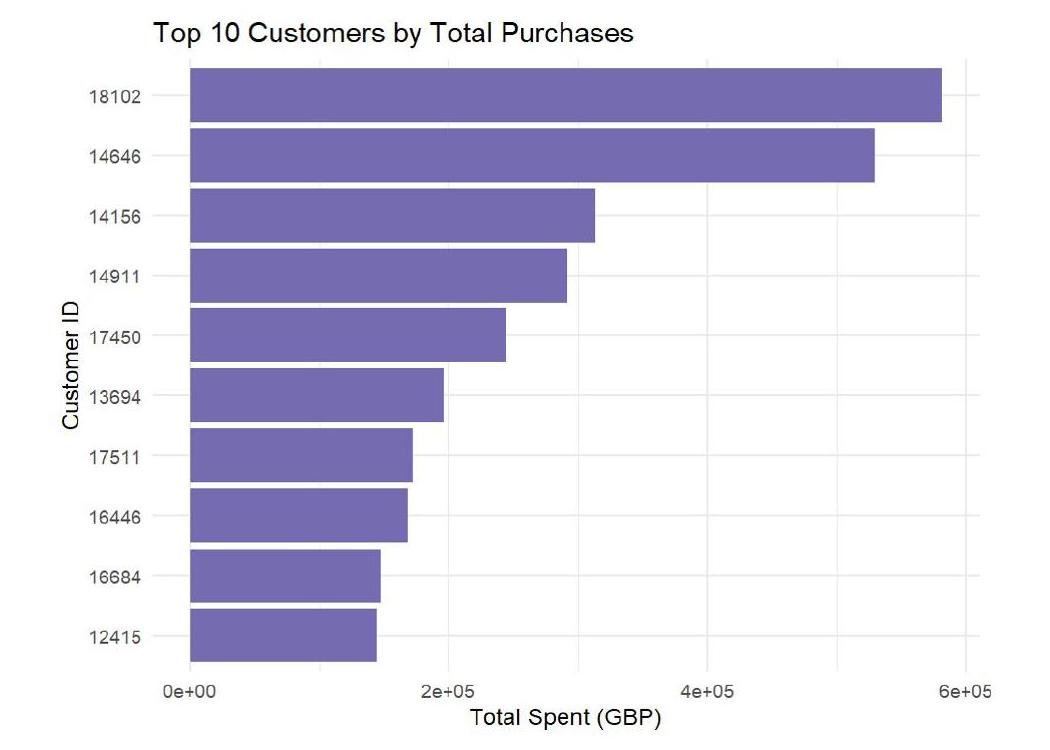 Top 10 Customers by Total Purchases
18102
14646
14156
14911
17450
13694
17511
16446
16684
12415
Customer ID
0e+00 2e+05 4e+05 6e+05
Total Spent (GBP)